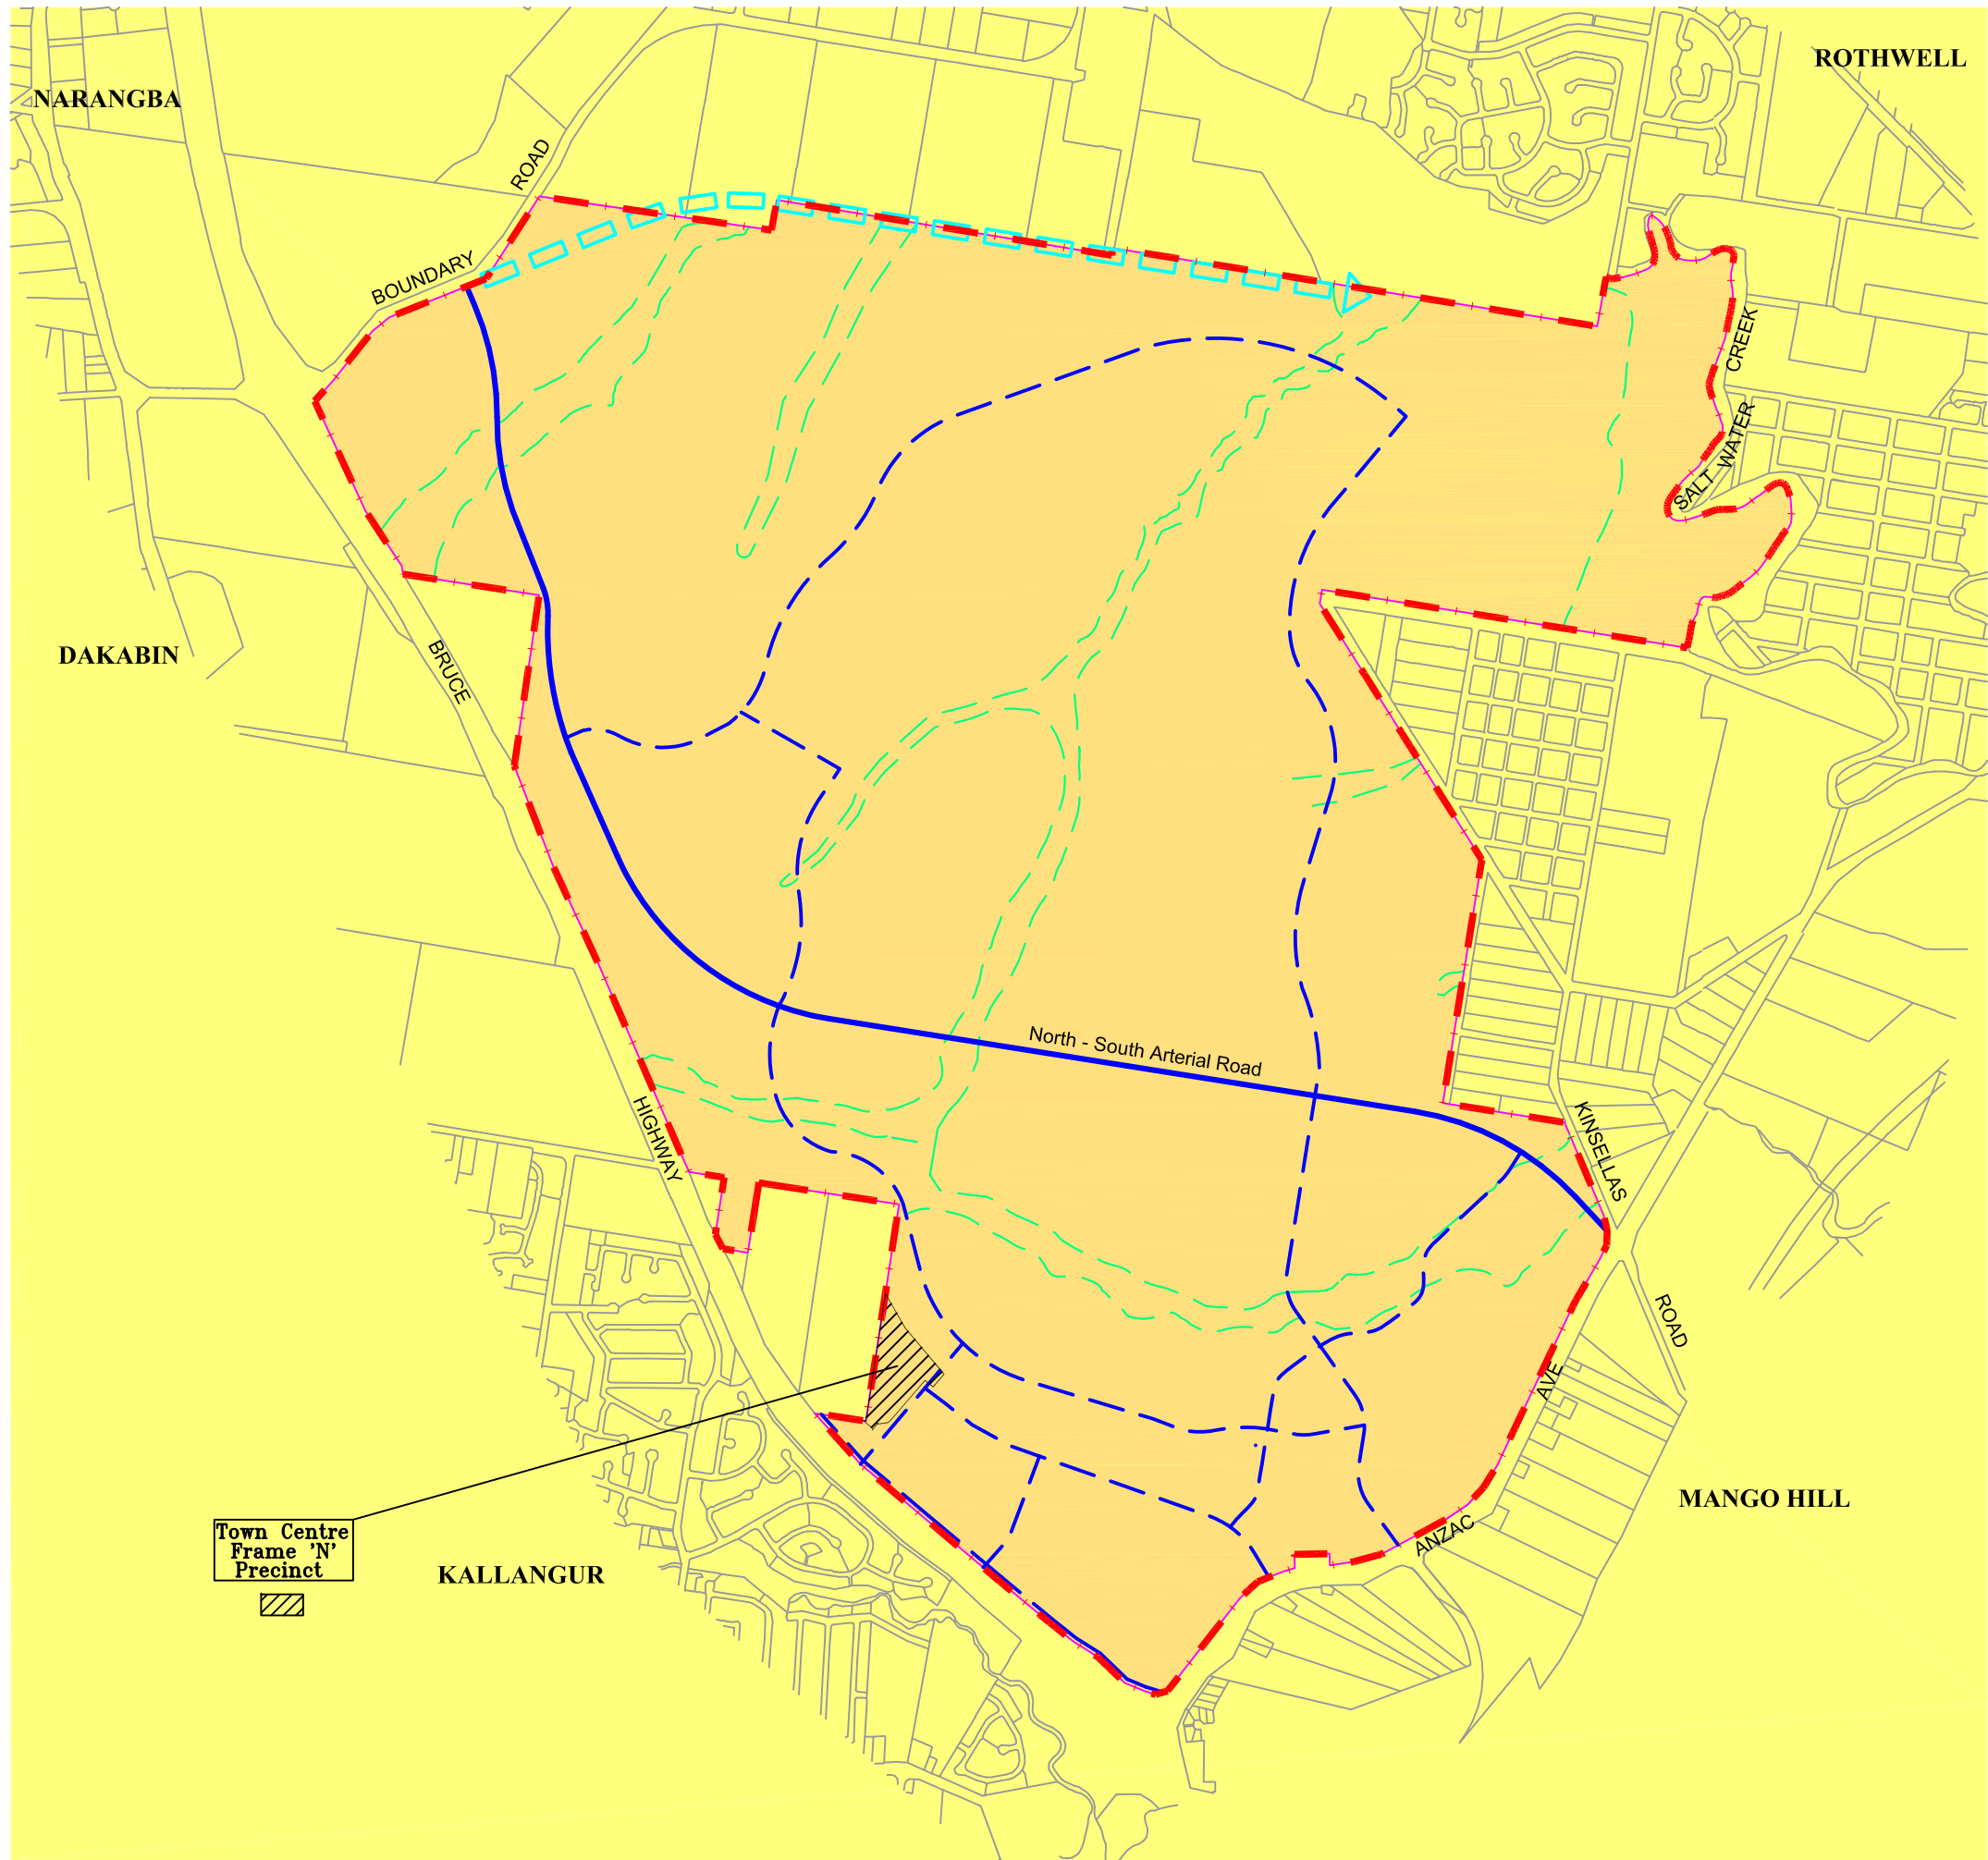 ROTHWELL
NARANGBA
ROAD
BOUNDARY
CREEK
SALT WATER
DAKABIN
BRUCE
North - South Arterial Road
HIGHWAY
KINSELLAS
ROAD
AVE
ANZAC
MANGO HILL
Town Centre
Frame 'N'
Precinct
KALLANGUR